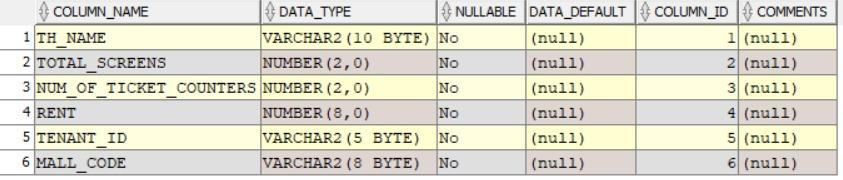 COLUMN_NAME DATA_TYPE NULLABLE DATA_DEFAULT COLUMN_ID COMMENTS
1 TH_NAME VARCHAR2(10 BYTE) No (null) 1 (null)
2 TOTAL_SCREENS NUMBER(2,0) No (null) 2 (null)
3 NUM_OF_TICKET_COUNTERS NUMBER(2,0) No (null) 3 (null)
4 RENT NUMBER(8,0) No (null) 4 (null)
5 TENANT_ID VARCHAR2(5 BYTE) No (null) 5 (null)
6 MALL_CODE VARCHAR2(8 BYTE) No (null) 6 (null)